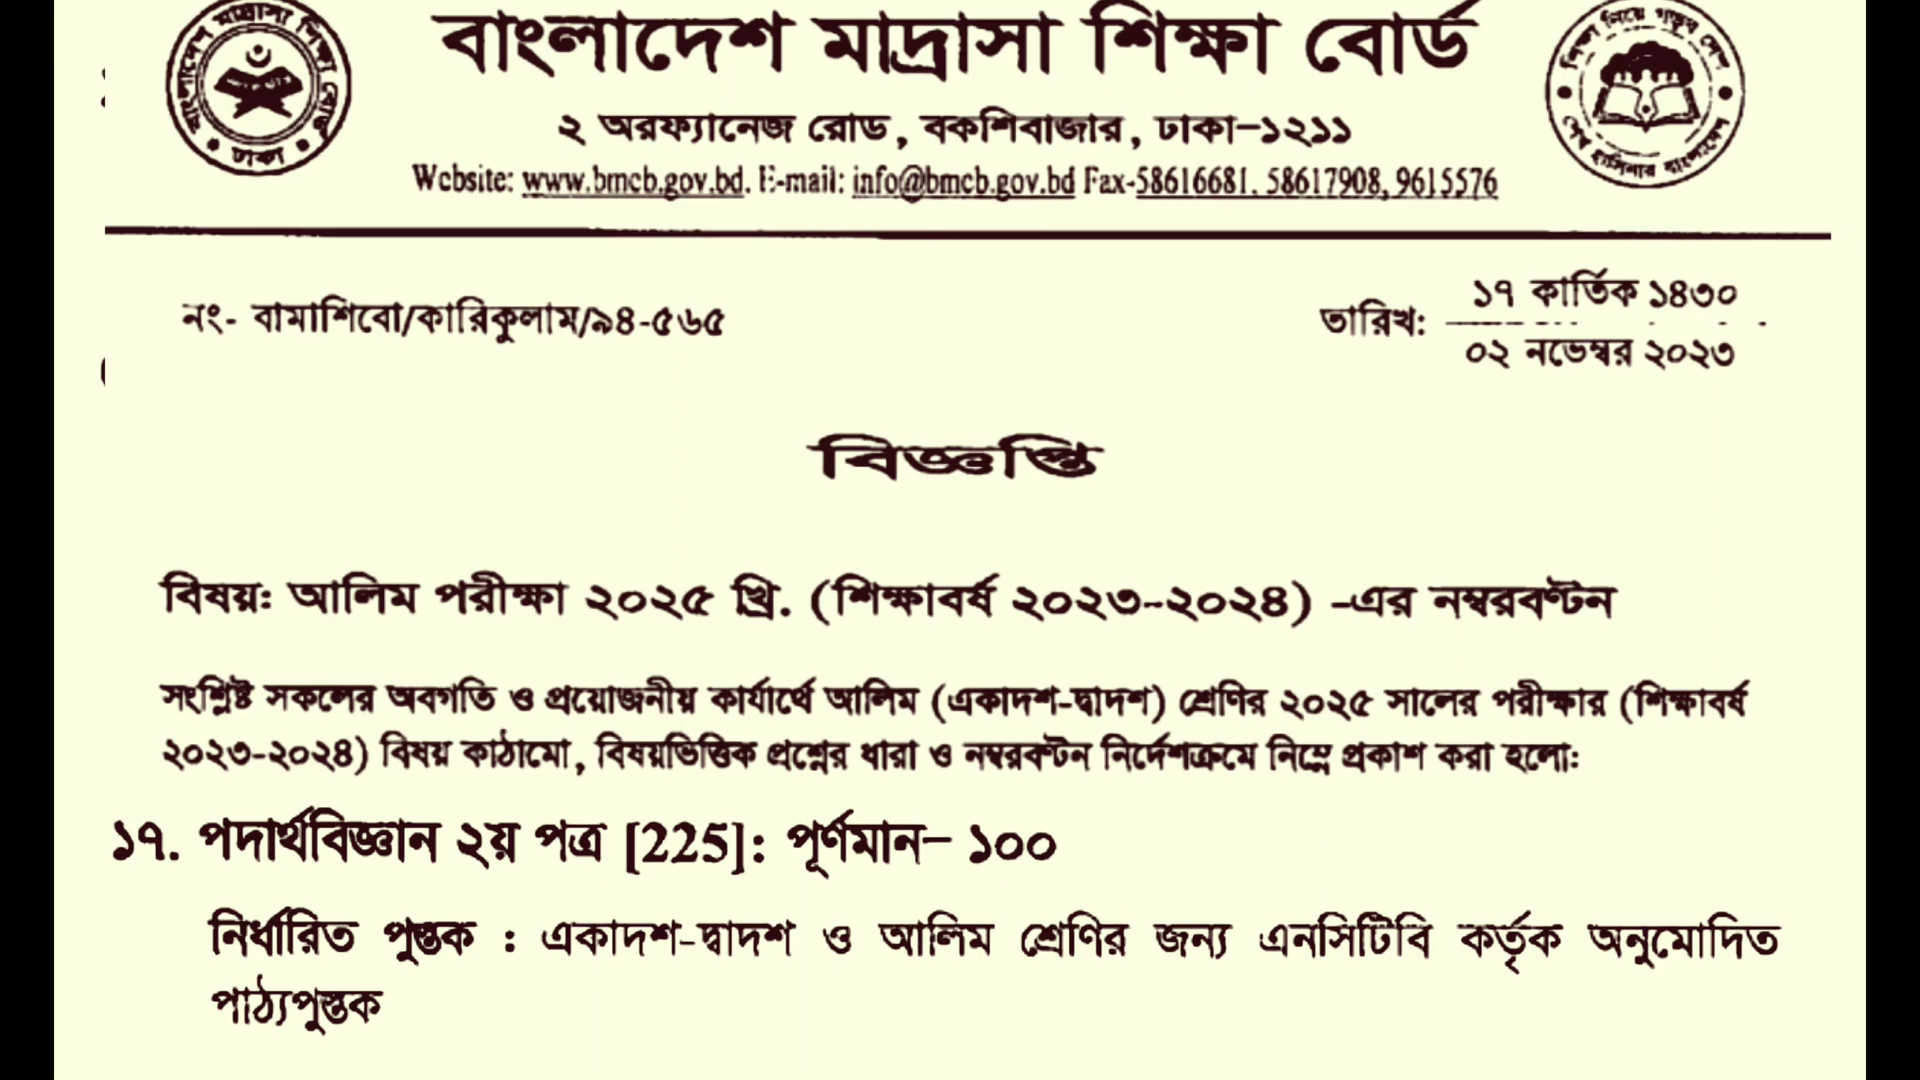 বাংলাদেশ মাদ্রাসা শিক্ষা বোর্ড
২ অরফ্যানেজ রোড, বকশিবাজার, ঢাকা–১২১১
Website: www.bmeb.gov.bd. E-mail: info@bmeb.gov.bd Fax-58616681, 58617908, 9615576
বাংলাদেশ মাদ্রাসা শিক্ষা বোর্ড
ঢাকা
শিক্ষা নিয়ে গড়ব দেশ
শেখ হাসিনার বাংলাদেশ
নং- বামাশিবো/কারিকুলাম/৯৪-৫৬৫
তারিখ:
১৭ কার্তিক ১৪৩০
০২ নভেম্বর ২০২৩
বিজ্ঞপ্তি
বিষয়: আলিম পরীক্ষা ২০২৫ খ্রি. (শিক্ষাবর্ষ ২০২৩-২০২৪) -এর নম্বরবণ্টন
সংশ্লিষ্ট সকলের অবগতি ও প্রয়োজনীয় কার্যার্থে আলিম (একাদশ-দ্বাদশ) শ্রেণির ২০২৫ সালের পরীক্ষার (শিক্ষাবর্ষ
২০২৩-২০২৪) বিষয় কাঠামো, বিষয়ভিত্তিক প্রশ্নের ধারা ও নম্বরবণ্টন নির্দেশক্রমে নিম্নে প্রকাশ করা হলো:
১৭. পদার্থবিজ্ঞান ২য় পত্র [225]: পূর্ণমান– ১০০
নির্ধারিত পুস্তক : একাদশ-দ্বাদশ ও আলিম শ্রেণির জন্য এনসিটিবি কর্তৃক অনুমোদিত
পাঠ্যপুস্তক